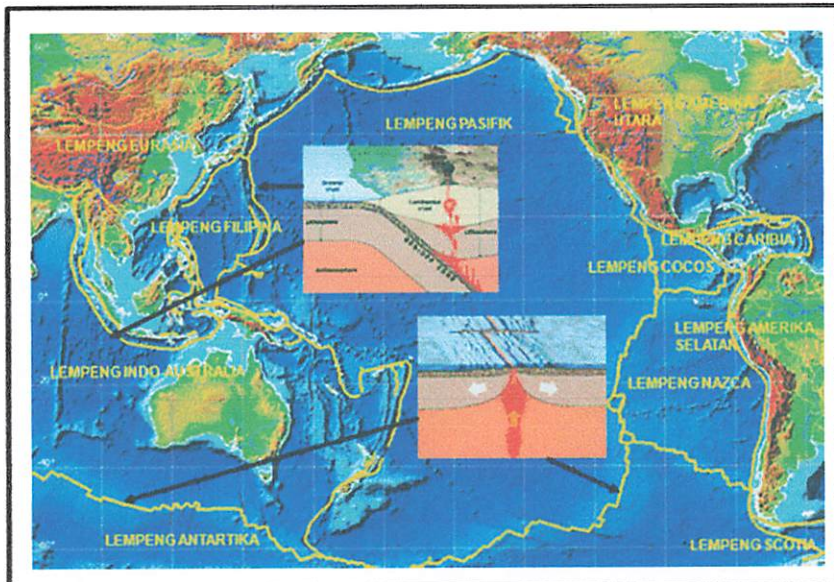 LEMPENG AMERIKA
UTARA
LEMPENG PASIFIK
LEMPENG EURASIA
LEMPENG FILIPINA
LEMPENG CARIBIA
LEMPENG COCOS
LEMPENG AMERIKA
SELATAN
LEMPENG INDO-AUSTRALIA
LEMPENG NAZCA
LEMPENG ANTARTIKA
LEMPENG SCOTIA